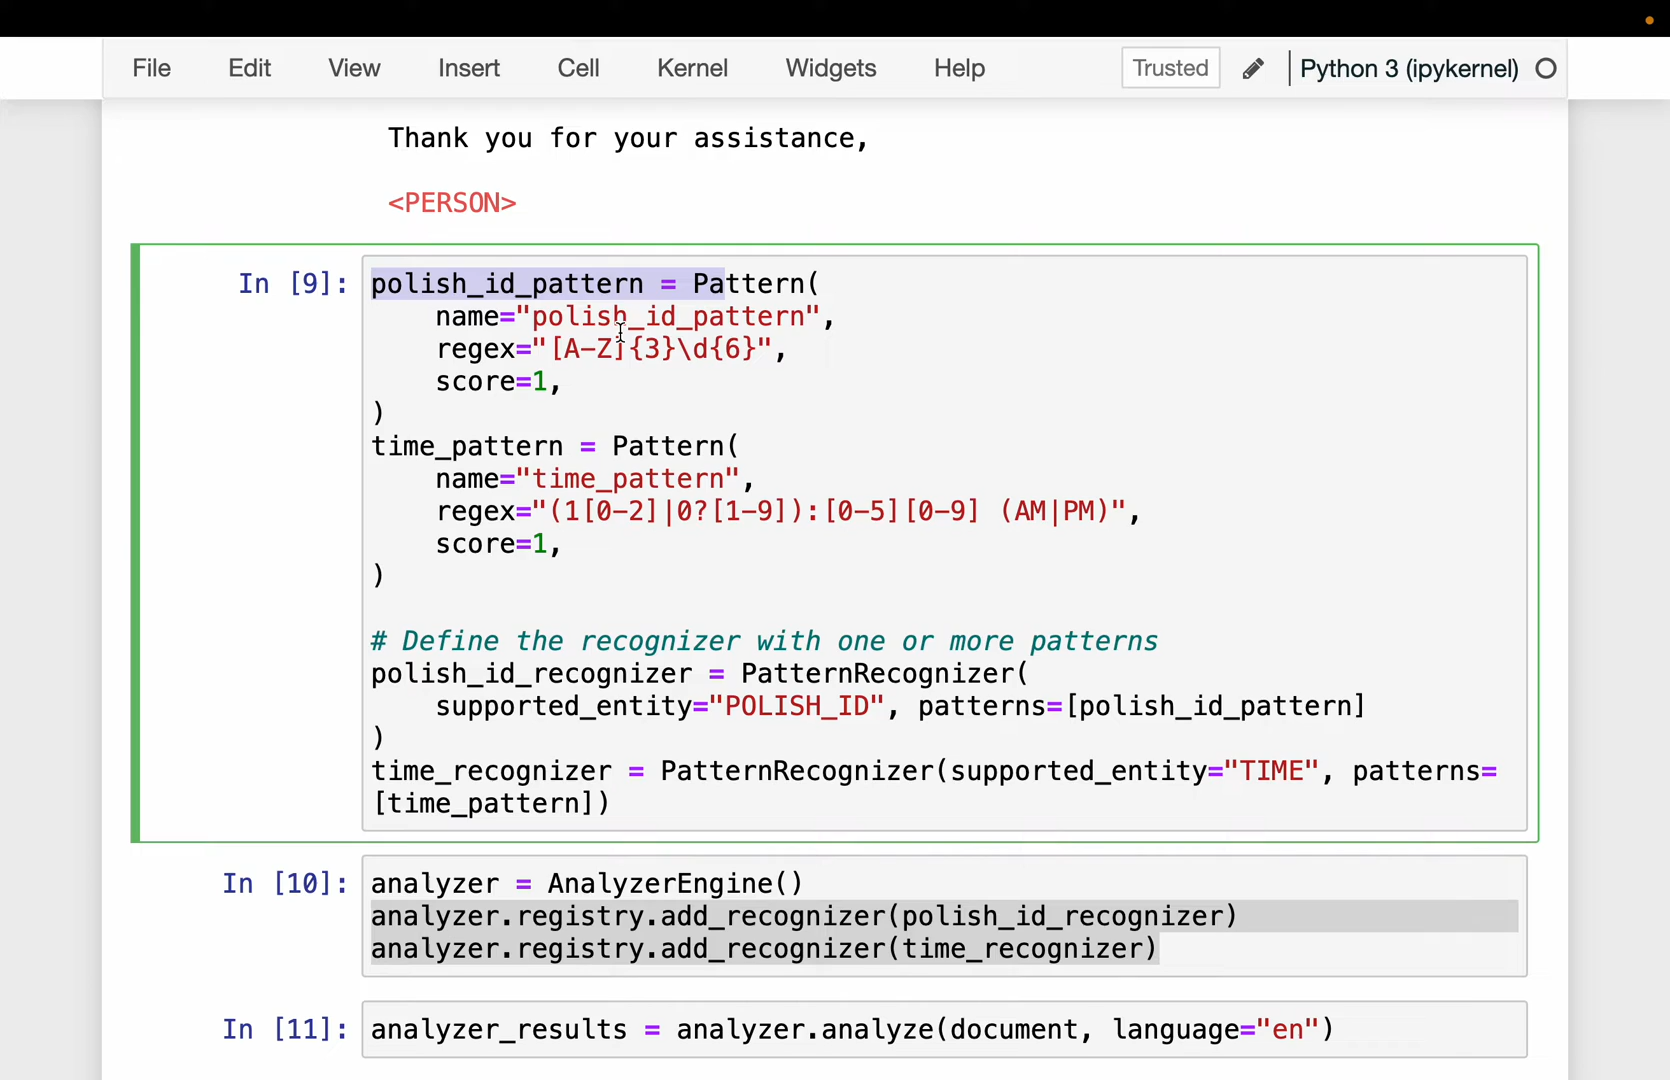 File Edit View Insert Cell Kernel Widgets Help Trusted Python 3 (ipykernel)
Thank you for your assistance,
<PERSON>
In [9]: polish_id_pattern = Pattern(
    name="polish_id_pattern",
    regex="[A-Z]{3}\d{6}",
    score=1,
)
time_pattern = Pattern(
    name="time_pattern",
    regex="(1[0-2]|0?[1-9]):[0-5][0-9] (AM|PM)",
    score=1,
)
# Define the recognizer with one or more patterns
polish_id_recognizer = PatternRecognizer(
    supported_entity="POLISH_ID", patterns=[polish_id_pattern]
)
time_recognizer = PatternRecognizer(supported_entity="TIME", patterns=
[time_pattern])
In [10]: analyzer = AnalyzerEngine()
analyzer.registry.add_recognizer(polish_id_recognizer)
analyzer.registry.add_recognizer(time_recognizer)
In [11]: analyzer_results = analyzer.analyze(document, language="en")